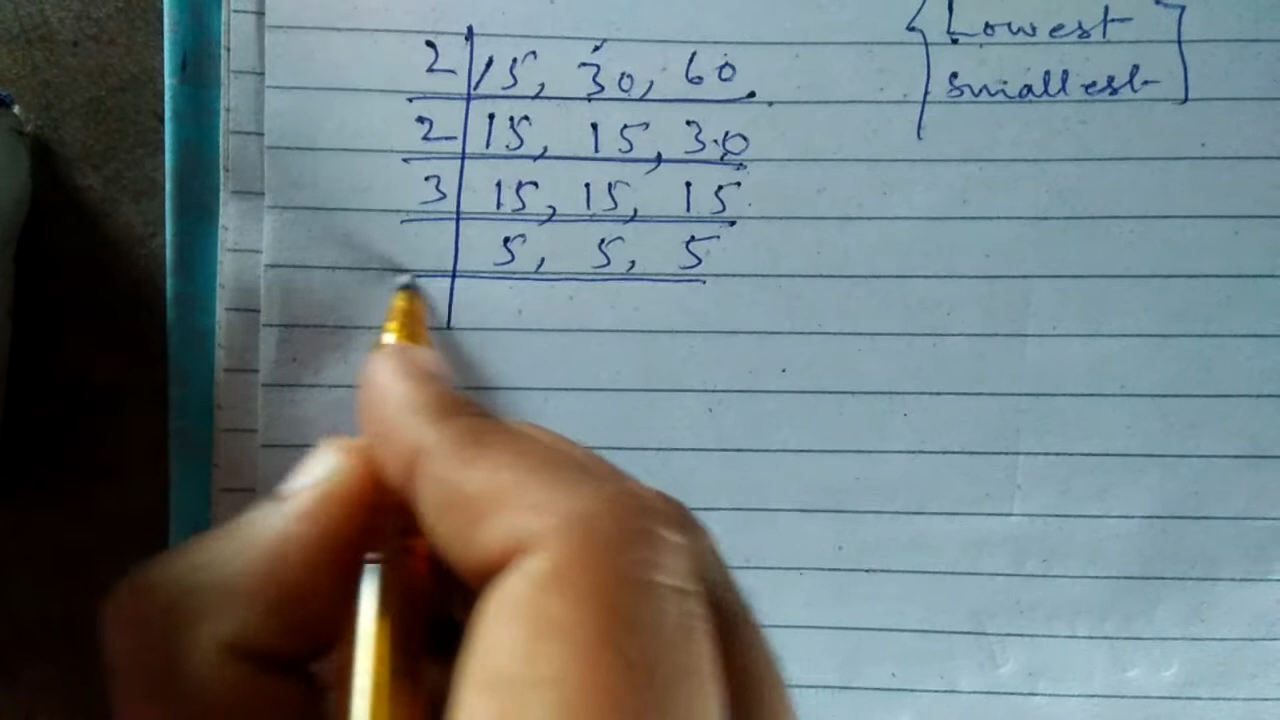 { Lowest ]
smallest
2 | 15, 30, 60
2 | 15, 15, 30
3 | 15, 15, 15
5, 5, 5